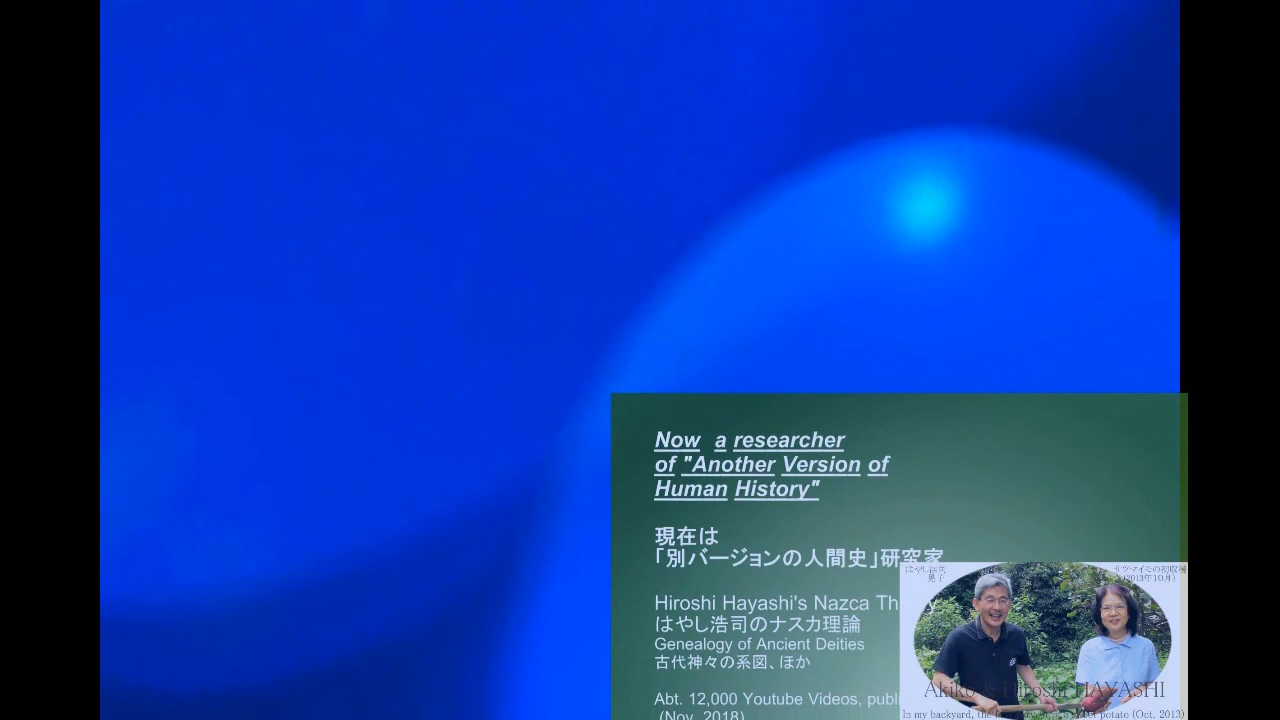 Now a researcher
of "Another Version of
Human History"
現在は
「別バージョンの人間史」研究家
Hiroshi Hayashi's Nazca
はやし浩司のナスカ理論
Genealogy of Ancient Deities
古代神々の系図、ほか
Abt. 12,000 Youtube Videos,
(Nov. 2018)
はやし浩司
晃子
サツマイモの初収穫
(2013年10月)
Akiko & Hiroshi HAYASHI
In my backyard, the potato (Oct. 2013)